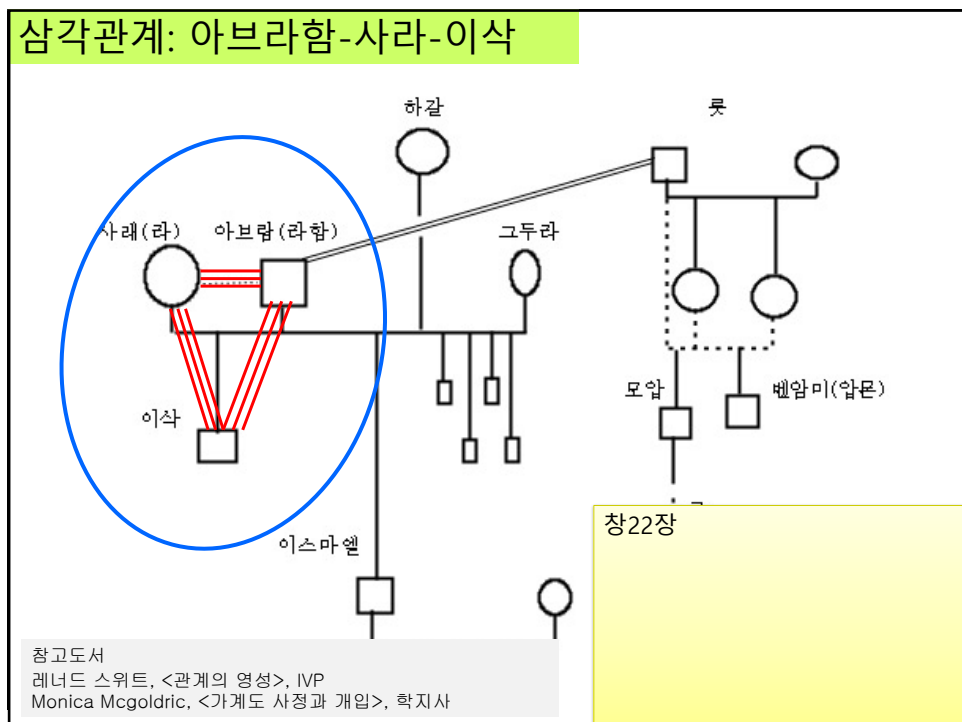 삼각관계: 아브라함-사라-이삭
하갈
롯
사래(라)
아브람(라함)
그두라
이삭
모압
벤암미(암몬)
이스마엘
창22장
참고도서
레너드 스위트, <관계의 영성>, IVP
Monica Mcgoldric, <가계도 사정과 개입>, 학지사